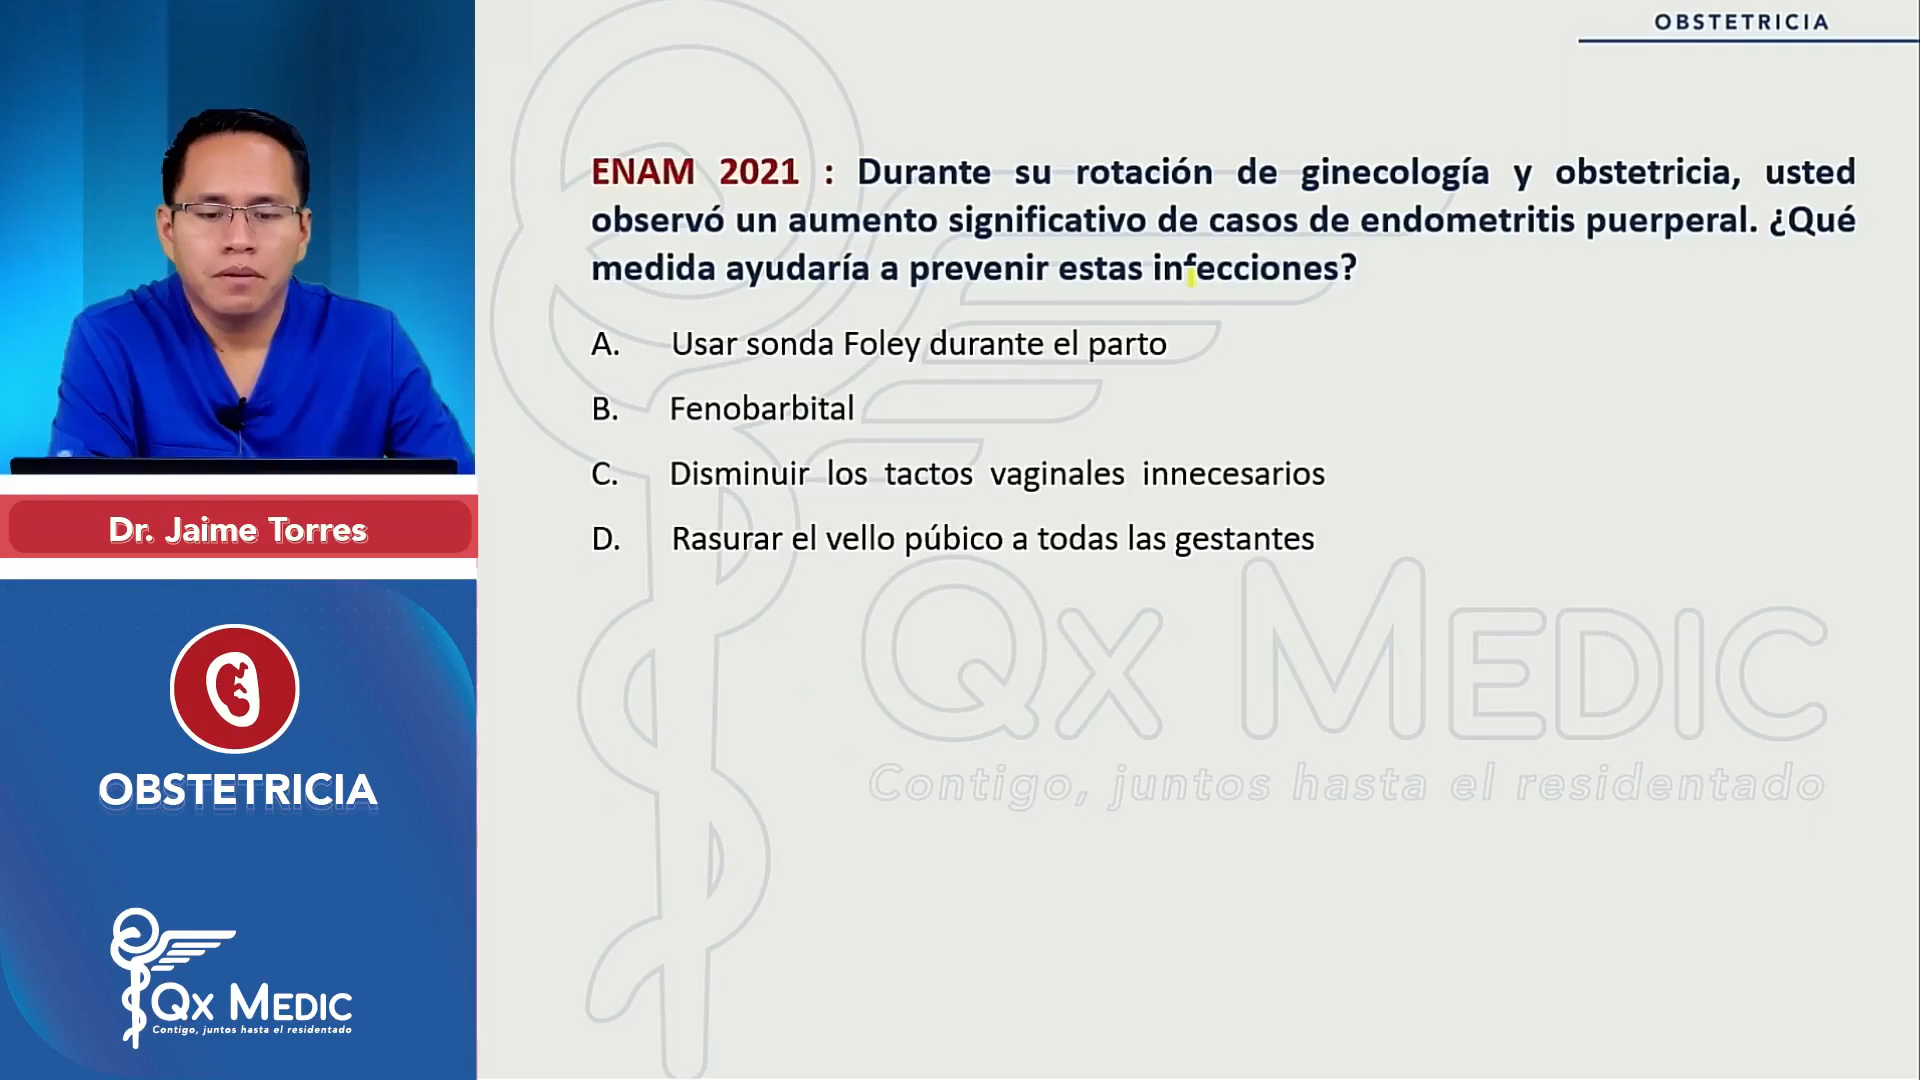 OBSTETRICIA
ENAM 2021 : Durante su rotación de ginecología y obstetricia, usted
observó un aumento significativo de casos de endometritis puerperal. ¿Qué
medida ayudaría a prevenir estas infecciones?
A. Usar sonda Foley durante el parto
B. Fenobarbital
C. Disminuir los tactos vaginales innecesarios
D. Rasurar el vello púbico a todas las gestantes
Dr. Jaime Torres
OBSTETRICIA
QX MEDIC
Contigo, juntos hasta el residentado
QX MEDIC
Contigo, juntos hasta el residentado